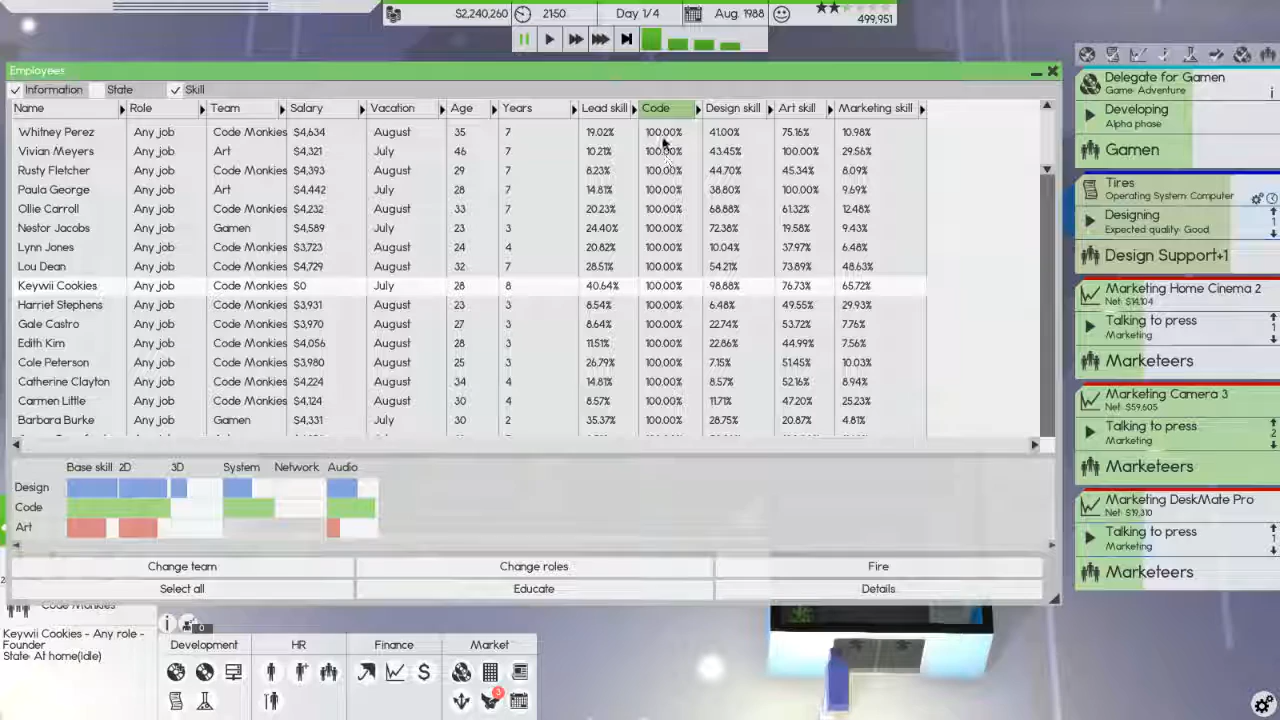 $2,240,260 2150 Day 1/4 Aug. 1988 499,951
Employees
Information State Skill
Name Role Team Salary Vacation Age Years Lead skill Code Design skill Art skill Marketing skill
Whitney Perez Any job Code Monkies $4,634 August 35 7 19.02% 100.00% 41.00% 75.16% 10.98%
Vivian Meyers Any job Art $4,321 July 46 7 10.21% 100.00% 43.45% 100.00% 29.56%
Rusty Fletcher Any job Code Monkies $4,393 August 29 7 8.23% 100.00% 44.70% 45.34% 8.09%
Paula George Any job Art $4,442 July 28 7 14.81% 100.00% 38.80% 100.00% 9.69%
Ollie Carroll Any job Code Monkies $4,232 August 33 7 20.23% 100.00% 68.88% 61.32% 12.48%
Nestor Jacobs Any job Gamen $4,589 July 23 3 24.40% 100.00% 72.38% 19.58% 9.43%
Lynn Jones Any job Code Monkies $3,723 August 24 4 20.82% 100.00% 10.04% 37.97% 6.48%
Lou Dean Any job Code Monkies $4,729 August 32 7 28.51% 100.00% 54.21% 73.89% 48.63%
Keywii Cookies Any job Code Monkies $0 July 28 8 40.64% 100.00% 98.88% 76.73% 65.72%
Harriet Stephens Any job Code Monkies $3,931 August 23 3 8.54% 100.00% 6.48% 49.55% 29.93%
Gale Castro Any job Code Monkies $3,970 August 27 3 8.64% 100.00% 22.74% 53.72% 7.76%
Edith Kim Any job Code Monkies $4,056 August 28 3 11.51% 100.00% 22.86% 44.99% 7.56%
Cole Peterson Any job Code Monkies $3,980 August 25 3 26.79% 100.00% 7.15% 51.45% 10.03%
Catherine Clayton Any job Code Monkies $4,224 August 34 4 14.81% 100.00% 8.57% 52.16% 8.94%
Carmen Little Any job Code Monkies $4,124 August 30 4 8.57% 100.00% 11.71% 47.20% 25.23%
Barbara Burke Any job Gamen $4,331 July 30 2 35.37% 100.00% 28.75% 20.87% 4.81%
Base skill 2D 3D System Network Audio
Design
Code
Art
Change team Change roles Fire
Select all Educate Details
Code Monkies
Keywii Cookies - Any role -
Founder
State: At home(idle)
0
Development HR Finance Market
3
Delegate for Gamen
Game: Adventure
Developing
Alpha phase
Gamen
Tires
Operating System: Computer
Designing
Expected quality: Good
1
Design Support+1
Marketing Home Cinema 2
Net: $14,104
Talking to press
Marketing
1
Marketeers
Marketing Camera 3
Net: $59,605
Talking to press
Marketing
2
Marketeers
Marketing DeskMate Pro
Net: $19,310
Talking to press
Marketing
1
Marketeers